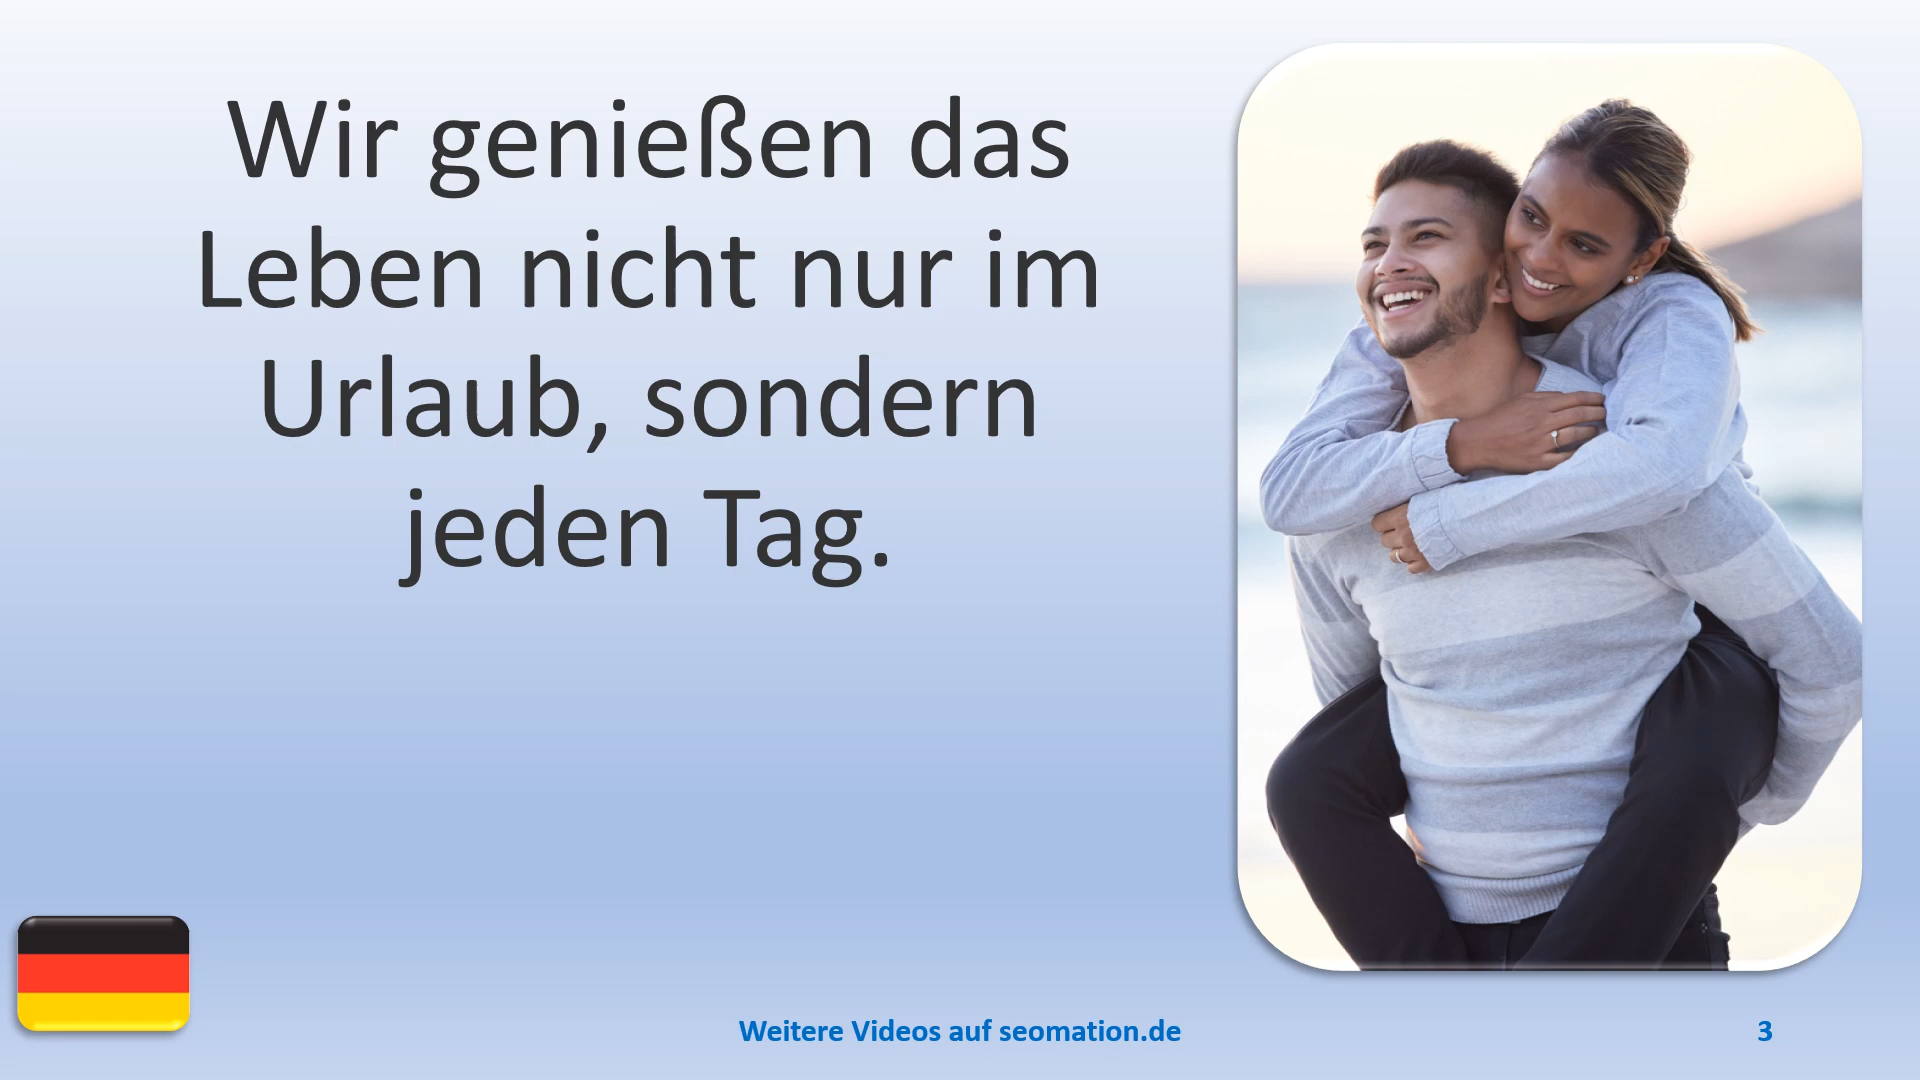 Wir genießen das
Leben nicht nur im
Urlaub, sondern
jeden Tag.
Weitere Videos auf seomation.de
3